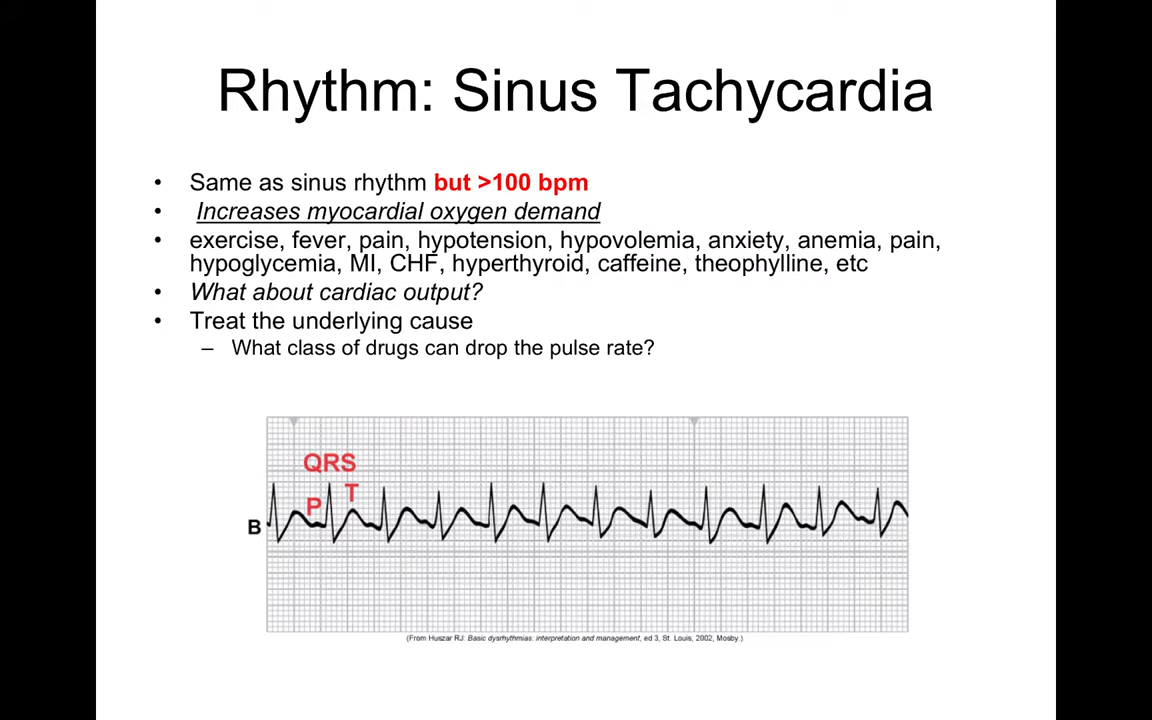 Rhythm: Sinus Tachycardia
• Same as sinus rhythm but >100 bpm
• Increases myocardial oxygen demand
• exercise, fever, pain, hypotension, hypovolemia, anxiety, anemia, pain,
hypoglycemia, MI, CHF, hyperthyroid, caffeine, theophylline, etc
• What about cardiac output?
• Treat the underlying cause
– What class of drugs can drop the pulse rate?
QRS
P T
B
(From Huszar RJ: Basic dysrhythmias: interpretation and management, ed 3, St. Louis, 2002, Mosby.)